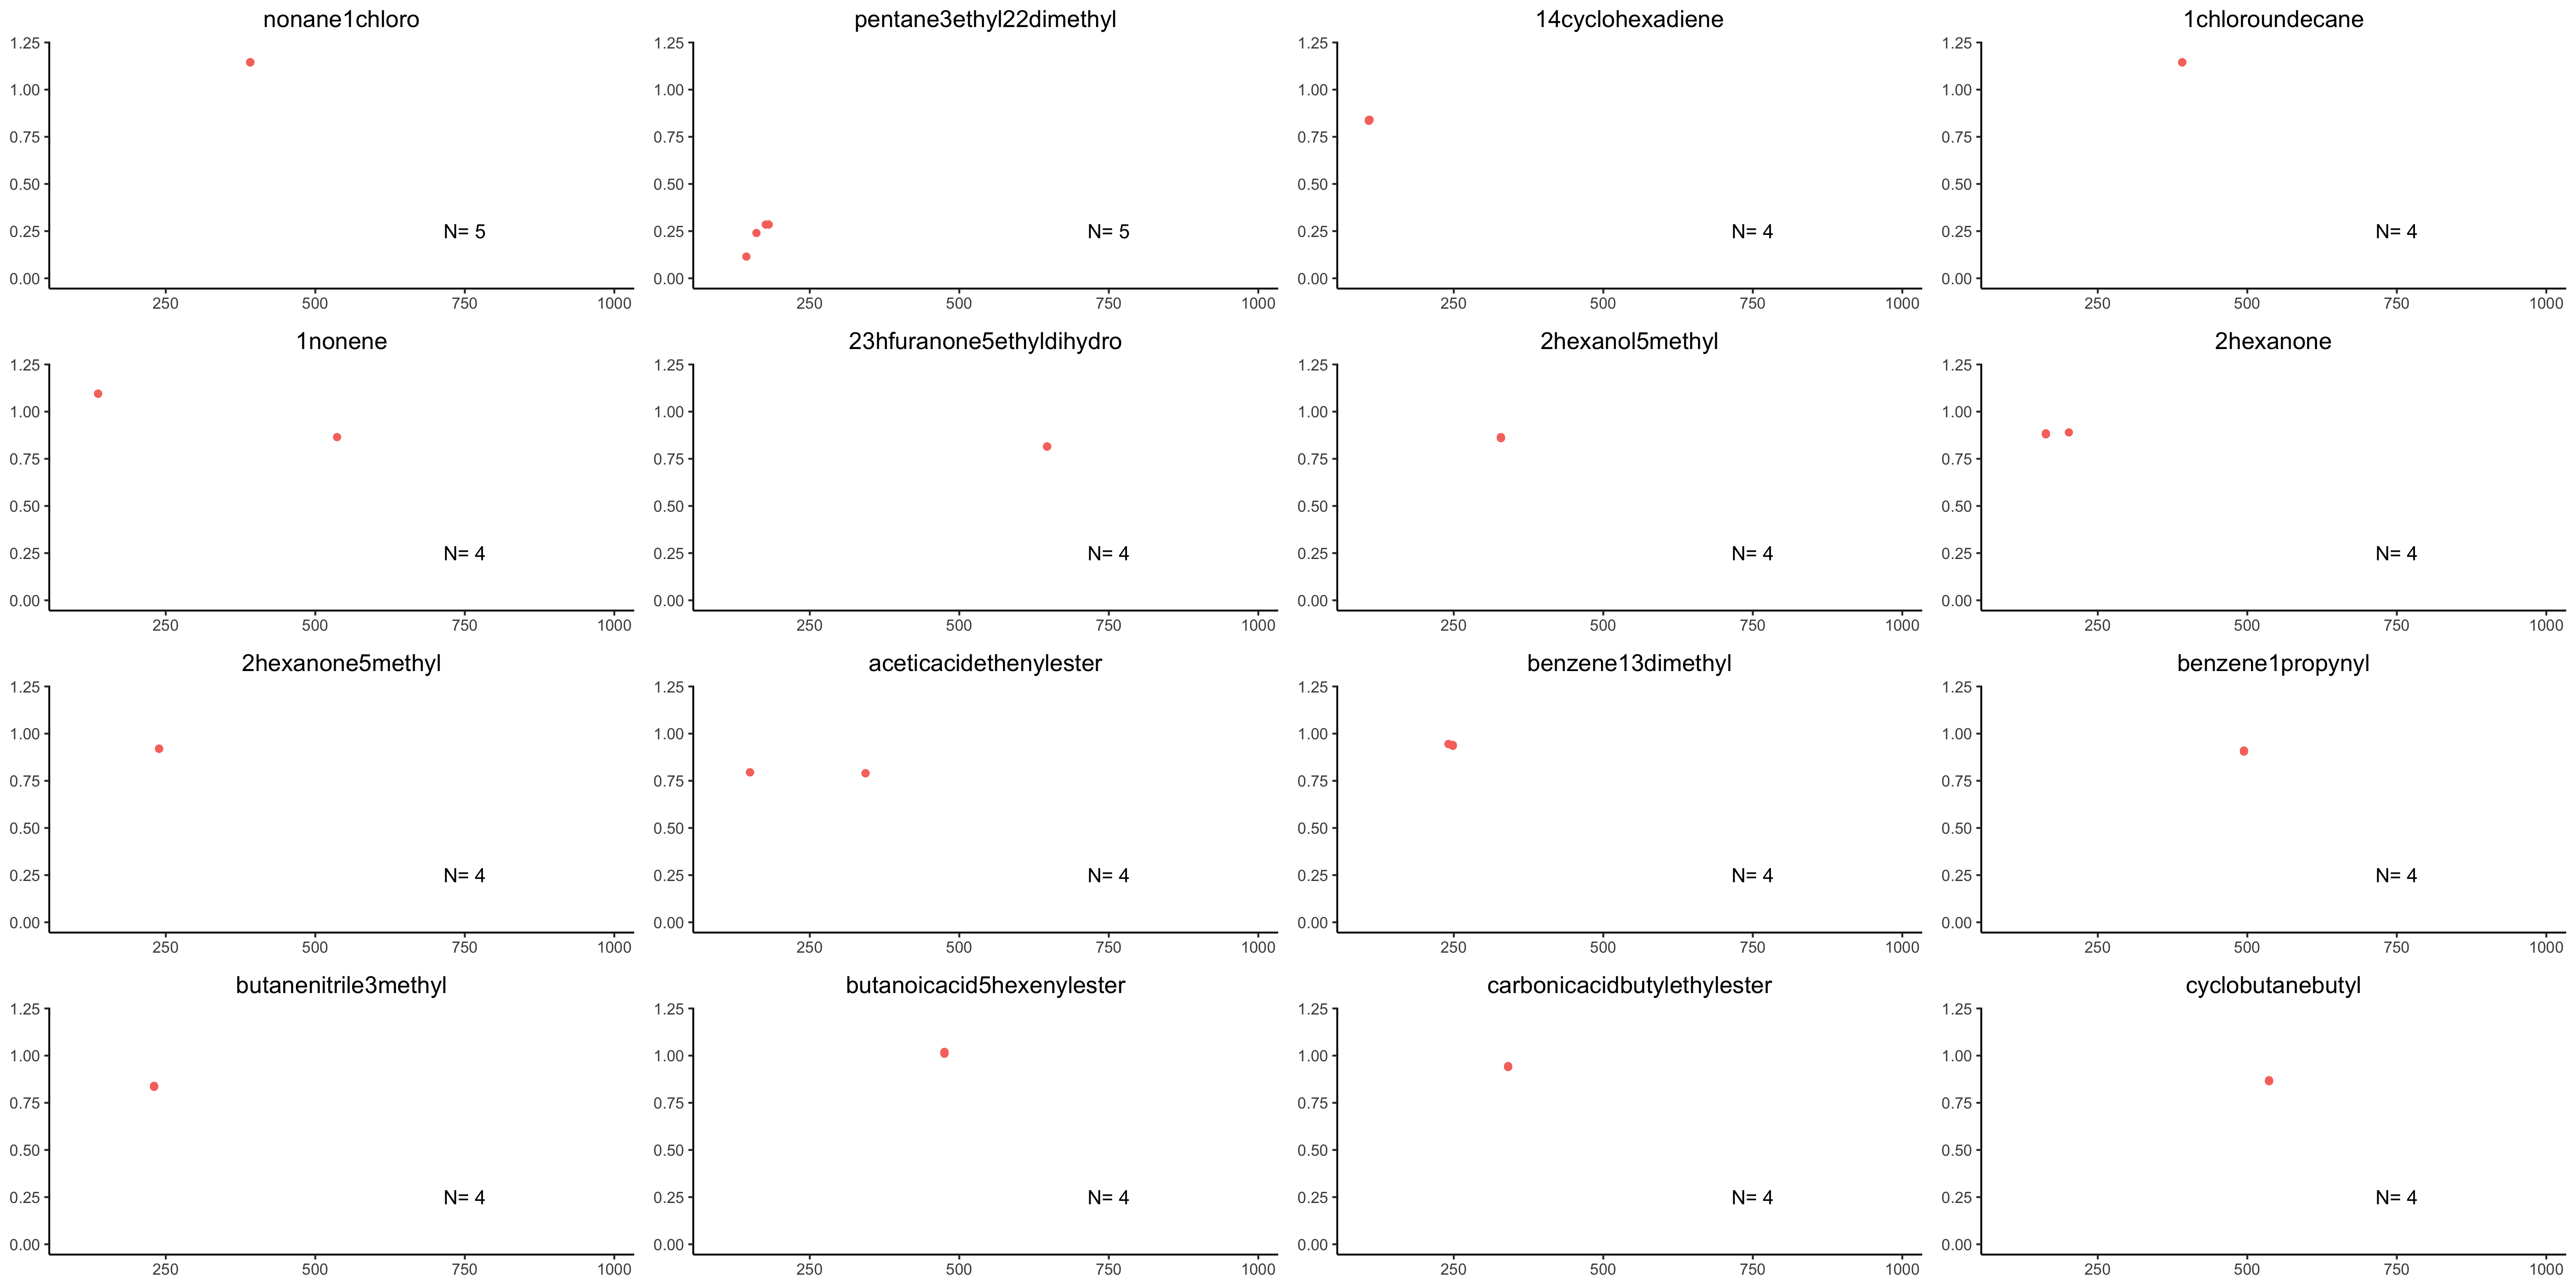 nonane1chloro
1.25
1.00
0.75
0.50
0.25
0.00
N= 5
250 500 750 1000
pentane3ethyl22dimethyl
1.25
1.00
0.75
0.50
0.25
0.00
N= 5
250 500 750 1000
14cyclohexadiene
1.25
1.00
0.75
0.50
0.25
0.00
N= 4
250 500 750 1000
1chloroundecane
1.25
1.00
0.75
0.50
0.25
0.00
N= 4
250 500 750 1000
1nonene
1.25
1.00
0.75
0.50
0.25
0.00
N= 4
250 500 750 1000
23hfuranone5ethyldihydro
1.25
1.00
0.75
0.50
0.25
0.00
N= 4
250 500 750 1000
2hexanol5methyl
1.25
1.00
0.75
0.50
0.25
0.00
N= 4
250 500 750 1000
2hexanone
1.25
1.00
0.75
0.50
0.25
0.00
N= 4
250 500 750 1000
2hexanone5methyl
1.25
1.00
0.75
0.50
0.25
0.00
N= 4
250 500 750 1000
aceticacidethenylester
1.25
1.00
0.75
0.50
0.25
0.00
N= 4
250 500 750 1000
benzene13dimethyl
1.25
1.00
0.75
0.50
0.25
0.00
N= 4
250 500 750 1000
benzene1propynyl
1.25
1.00
0.75
0.50
0.25
0.00
N= 4
250 500 750 1000
butanenitrile3methyl
1.25
1.00
0.75
0.50
0.25
0.00
N= 4
250 500 750 1000
butanoicacid5hexenylester
1.25
1.00
0.75
0.50
0.25
0.00
N= 4
250 500 750 1000
carbonicacidbutylethylester
1.25
1.00
0.75
0.50
0.25
0.00
N= 4
250 500 750 1000
cyclobutanebutyl
1.25
1.00
0.75
0.50
0.25
0.00
N= 4
250 500 750 1000